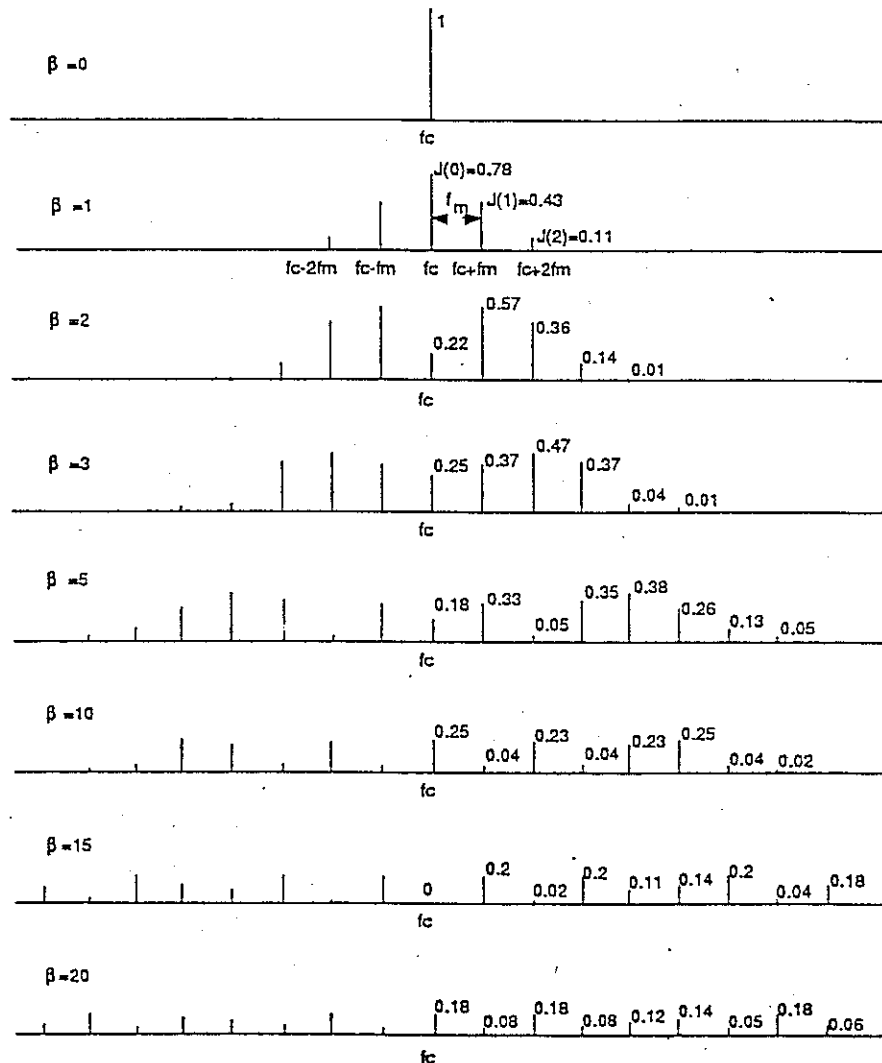 1
β =0
fc
J(0)=0.78
β =1
fm
J(1)=0.43
J(2)=0.11
fc-2fm fc-fm fc fc+fm fc+2fm
β =2
0.22 0.57 0.36 0.14 0.01
fc
β =3
0.25 0.37 0.47 0.37 0.04 0.01
fc
β =5
0.18 0.33 0.05 0.35 0.38 0.26 0.13 0.05
fc
β =10
0.25 0.04 0.23 0.04 0.23 0.25 0.04 0.02
fc
β =15
0 0.2 0.02 0.2 0.11 0.14 0.2 0.04 0.18
fc
β =20
0.18 0.08 0.18 0.08 0.12 0.14 0.05 0.18 0.06
fc